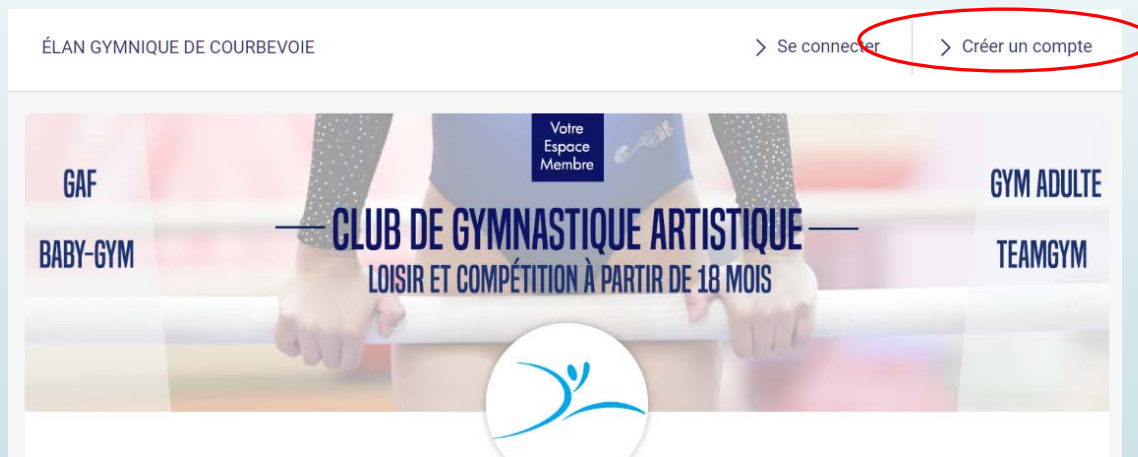 ÉLAN GYMNIQUE DE COURBEVOIE
> Se connecter
> Créer un compte
Votre
Espace
Membre
GAF
BABY-GYM
CLUB DE GYMNASTIQUE ARTISTIQUE
LOISIR ET COMPÉTITION À PARTIR DE 18 MOIS
GYM ADULTE
TEAMGYM